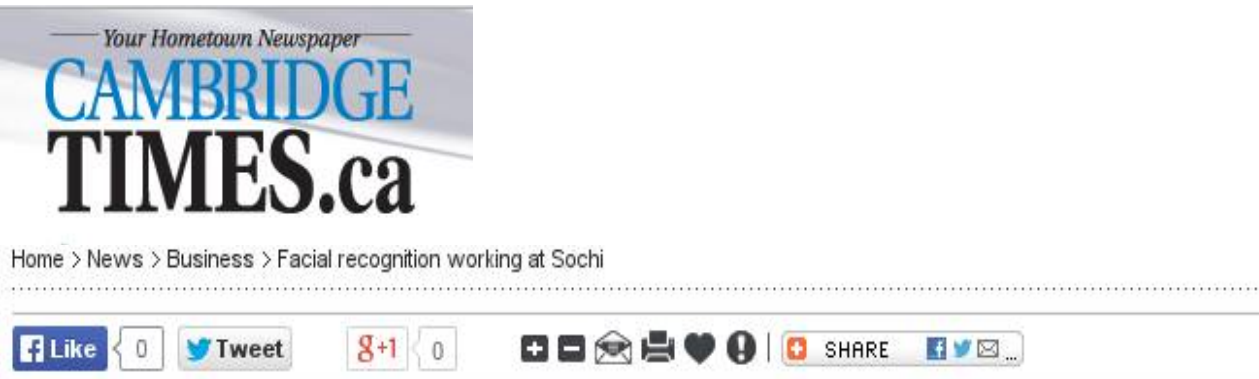 Your Hometown Newspaper
CAMBRIDGE
TIMES.ca
Home > News > Business > Facial recognition working at Sochi
Like 0 Tweet g+1 0 SHARE ...